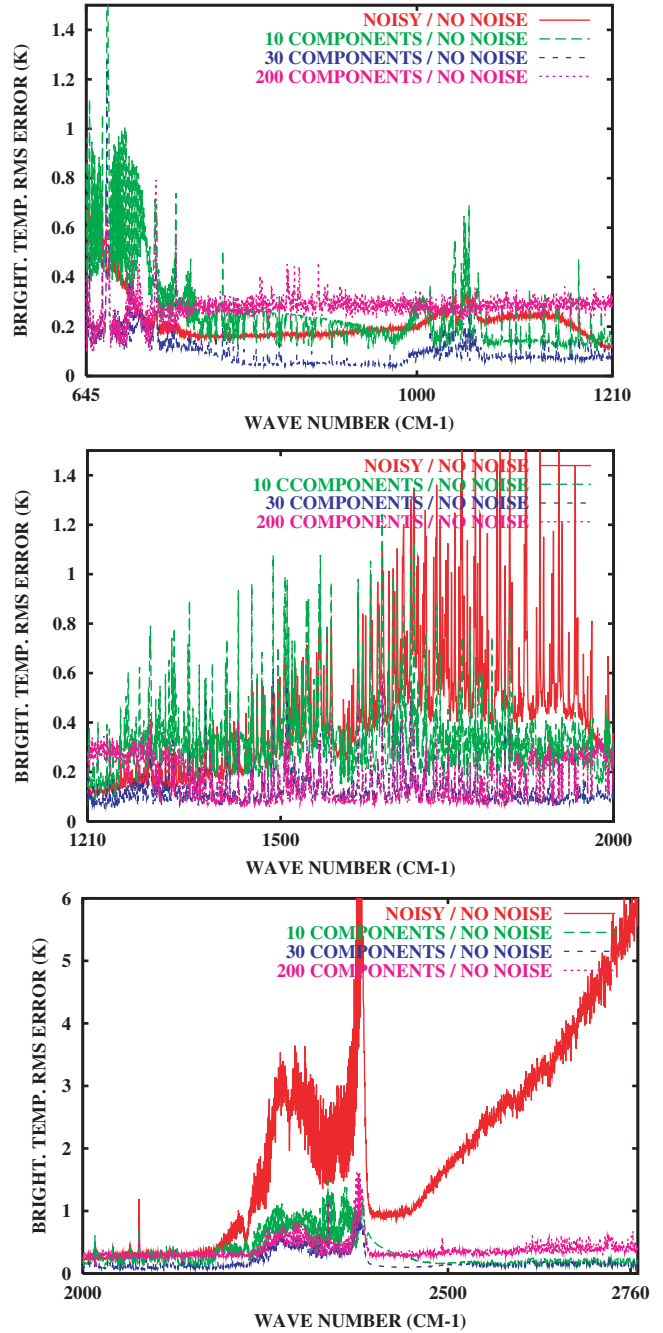 1.4
1.2
1
0.8
0.6
0.4
0.2
0
BRIGHT. TEMP. RMS ERROR (K)
NOISY / NO NOISE
10 COMPONENTS / NO NOISE
30 COMPONENTS / NO NOISE
200 COMPONENTS / NO NOISE
645
1000
1210
WAVE NUMBER (CM-1)
1.4
1.2
1
0.8
0.6
0.4
0.2
0
BRIGHT. TEMP. RMS ERROR (K)
NOISY / NO NOISE
10 CCOMPONENTS / NO NOISE
30 COMPONENTS / NO NOISE
200 COMPONENTS / NO NOISE
1210
1500
2000
WAVE NUMBER (CM-1)
6
5
4
3
2
1
0
BRIGHT. TEMP. RMS ERROR (K)
NOISY / NO NOISE
10 COMPONENTS / NO NOISE
30 COMPONENTS / NO NOISE
200 COMPONENTS / NO NOISE
2000
2500
2760
WAVE NUMBER (CM-1)